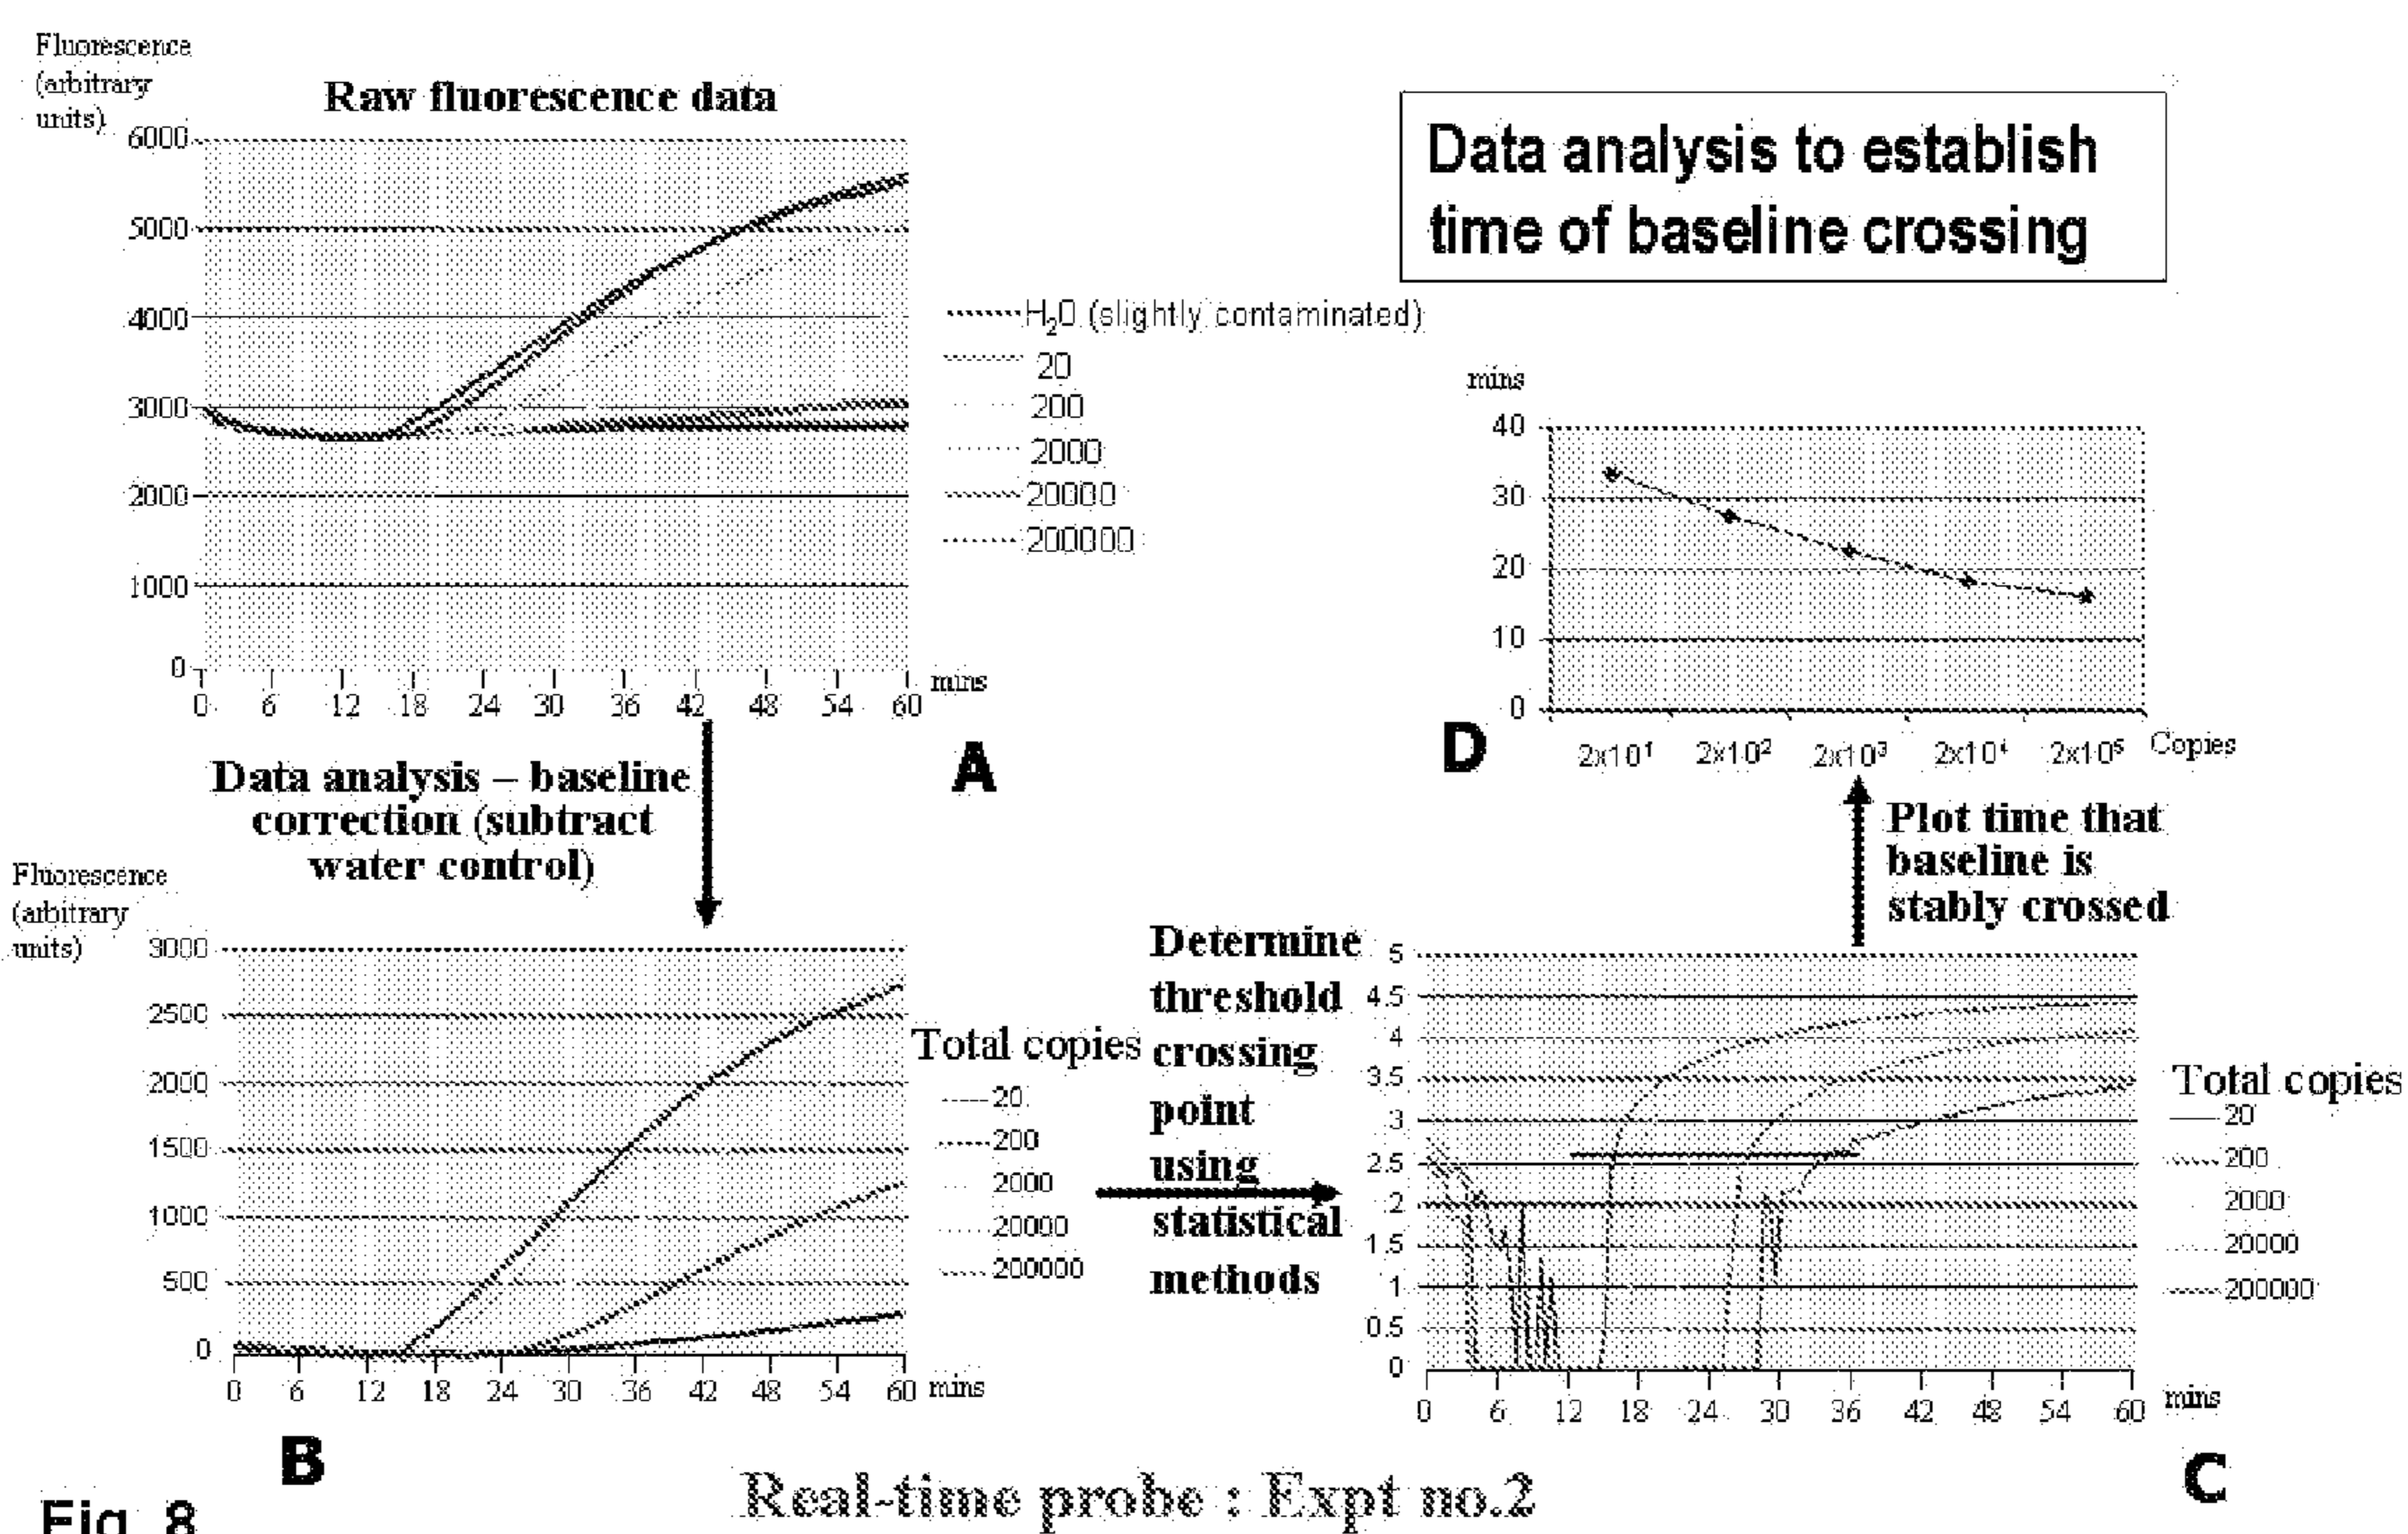 Fluorescence
(arbitrary
units)
Raw fluorescence data
6000
5000
4000
3000
2000
1000
0
0 6 12 18 24 30 36 42 48 54 60 mins
H₂O (slightly contaminated)
20
200
2000
20000
200000
A
Data analysis to establish
time of baseline crossing
mins
40
30
20
10
0
2x10¹ 2x10² 2x10³ 2x10⁴ 2x10⁵ Copies
D
Data analysis – baseline
correction (subtract
water control)
Plot time that
baseline is
stably crossed
Fluorescence
(arbitrary
units)
3000
2500
2000
1500
1000
500
0
0 6 12 18 24 30 36 42 48 54 60 mins
Total copies
20
200
2000
20000
200000
B
Determine
threshold
crossing
point
using
statistical
methods
5
4.5
4
3.5
3
2.5
2
1.5
1
0.5
0
0 6 12 18 24 30 36 42 48 54 60 mins
Total copies
20
200
2000
20000
200000
C
Real-time probe : Expt no.2
Fig. 8